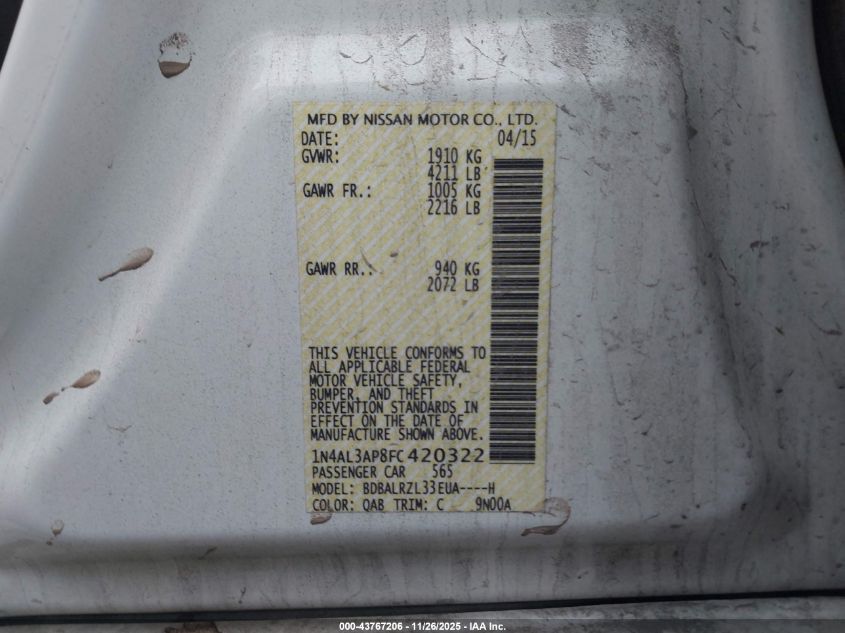 MFD BY NISSAN MOTOR CO., LTD.
DATE: 04/15
GVWR: 1910 KG
4211 LB
GAWR FR.: 1005 KG
2216 LB
GAWR RR.: 940 KG
2072 LB
THIS VEHICLE CONFORMS TO
ALL APPLICABLE FEDERAL
MOTOR VEHICLE SAFETY,
BUMPER, AND THEFT
PREVENTION STANDARDS IN
EFFECT ON THE DATE OF
MANUFACTURE SHOWN ABOVE.
1N4AL3AP8FC420322
PASSENGER CAR 565
MODEL: BDBALRZL33EUA----H
COLOR: QAB TRIM: C 9N00A
000-43767206 - 11/26/2025 - IAA Inc.